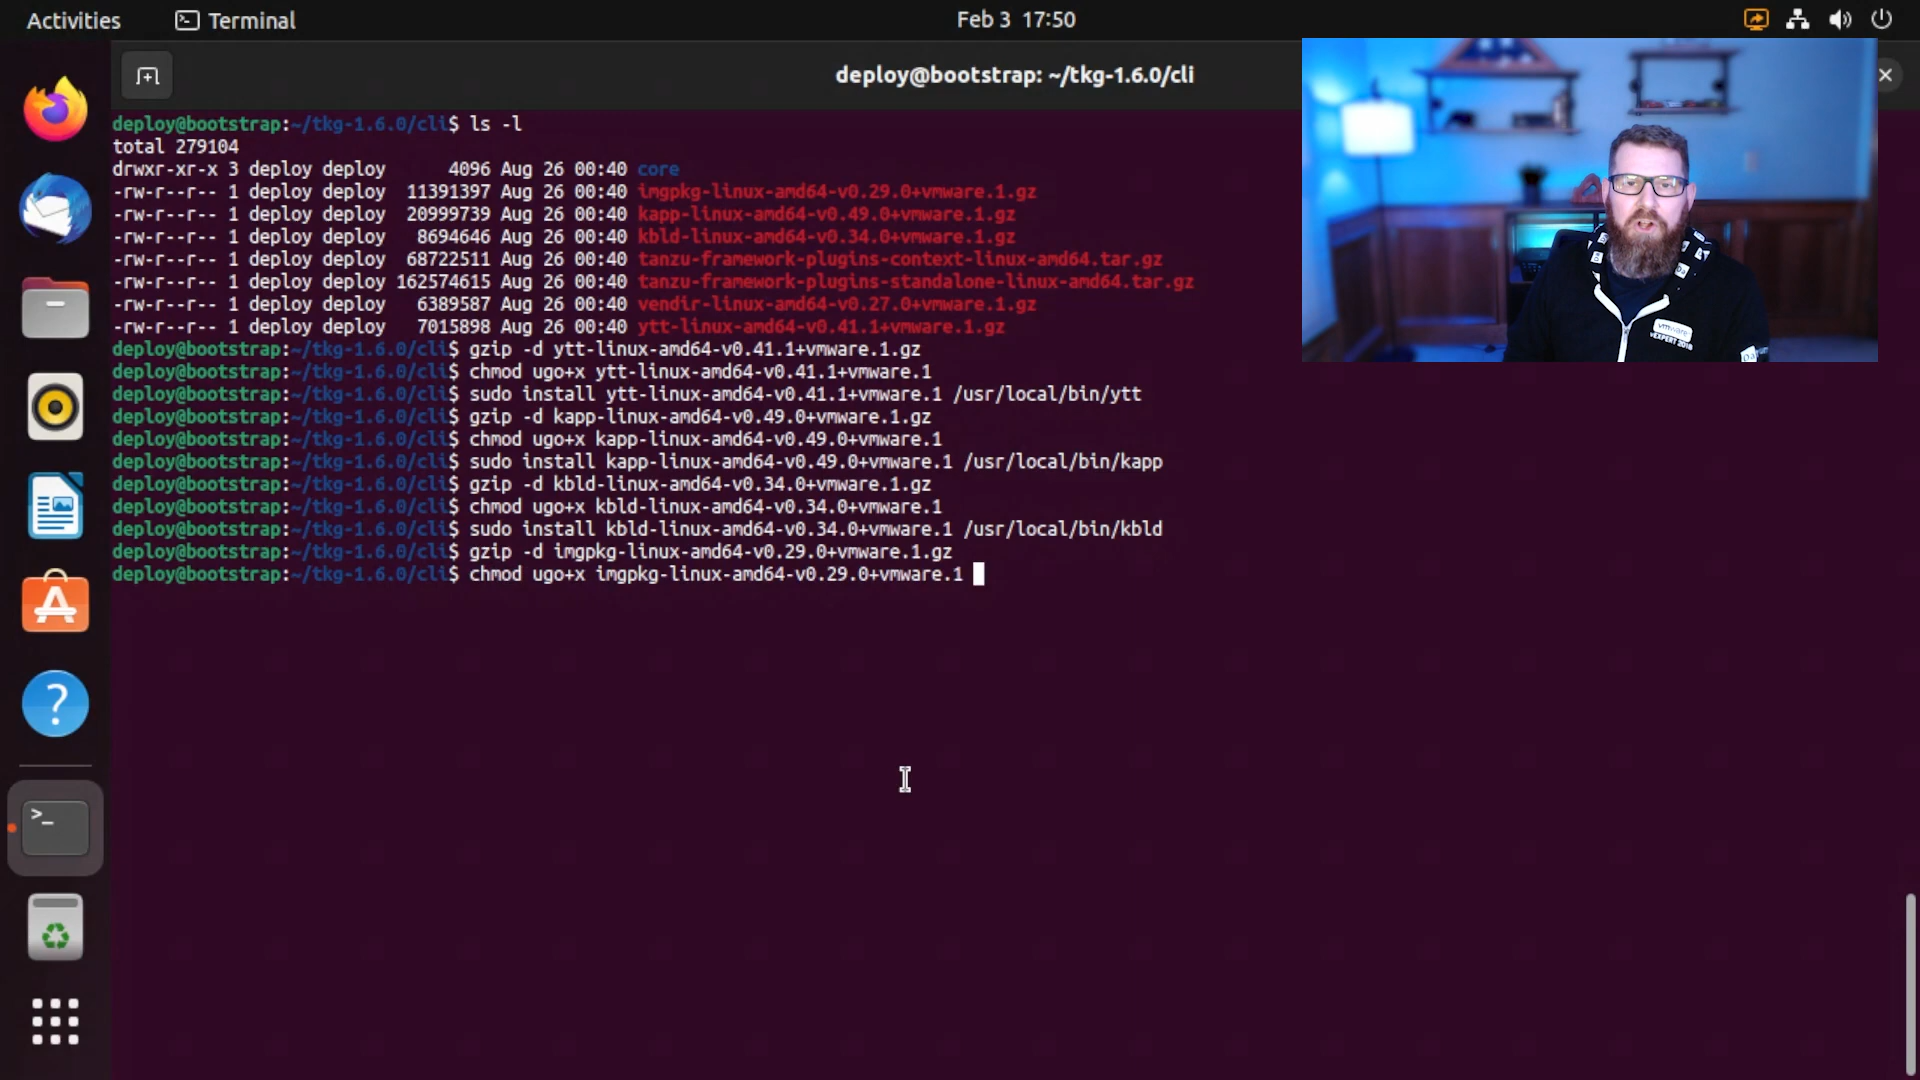 Activities
Terminal
Feb 3 17:50
deploy@bootstrap: ~/tkg-1.6.0/cli
deploy@bootstrap:~/tkg-1.6.0/cli$ ls -l
total 279104
drwxr-xr-x 3 deploy deploy 4096 Aug 26 00:40 core
-rw-r--r-- 1 deploy deploy 11391397 Aug 26 00:40 imgpkg-linux-amd64-v0.29.0+vmware.1.gz
-rw-r--r-- 1 deploy deploy 20999739 Aug 26 00:40 kapp-linux-amd64-v0.49.0+vmware.1.gz
-rw-r--r-- 1 deploy deploy 8694646 Aug 26 00:40 kbld-linux-amd64-v0.34.0+vmware.1.gz
-rw-r--r-- 1 deploy deploy 68722511 Aug 26 00:40 tanzu-framework-plugins-context-linux-amd64.tar.gz
-rw-r--r-- 1 deploy deploy 162574615 Aug 26 00:40 tanzu-framework-plugins-standalone-linux-amd64.tar.gz
-rw-r--r-- 1 deploy deploy 6389587 Aug 26 00:40 vendir-linux-amd64-v0.27.0+vmware.1.gz
-rw-r--r-- 1 deploy deploy 7015898 Aug 26 00:40 ytt-linux-amd64-v0.41.1+vmware.1.gz
deploy@bootstrap:~/tkg-1.6.0/cli$ gzip -d ytt-linux-amd64-v0.41.1+vmware.1.gz
deploy@bootstrap:~/tkg-1.6.0/cli$ chmod ugo+x ytt-linux-amd64-v0.41.1+vmware.1
deploy@bootstrap:~/tkg-1.6.0/cli$ sudo install ytt-linux-amd64-v0.41.1+vmware.1 /usr/local/bin/ytt
deploy@bootstrap:~/tkg-1.6.0/cli$ gzip -d kapp-linux-amd64-v0.49.0+vmware.1.gz
deploy@bootstrap:~/tkg-1.6.0/cli$ chmod ugo+x kapp-linux-amd64-v0.49.0+vmware.1
deploy@bootstrap:~/tkg-1.6.0/cli$ sudo install kapp-linux-amd64-v0.49.0+vmware.1 /usr/local/bin/kapp
deploy@bootstrap:~/tkg-1.6.0/cli$ gzip -d kbld-linux-amd64-v0.34.0+vmware.1.gz
deploy@bootstrap:~/tkg-1.6.0/cli$ chmod ugo+x kbld-linux-amd64-v0.34.0+vmware.1
deploy@bootstrap:~/tkg-1.6.0/cli$ sudo install kbld-linux-amd64-v0.34.0+vmware.1 /usr/local/bin/kbld
deploy@bootstrap:~/tkg-1.6.0/cli$ gzip -d imgpkg-linux-amd64-v0.29.0+vmware.1.gz
deploy@bootstrap:~/tkg-1.6.0/cli$ chmod ugo+x imgpkg-linux-amd64-v0.29.0+vmware.1
vmware
vEXPERT 2018